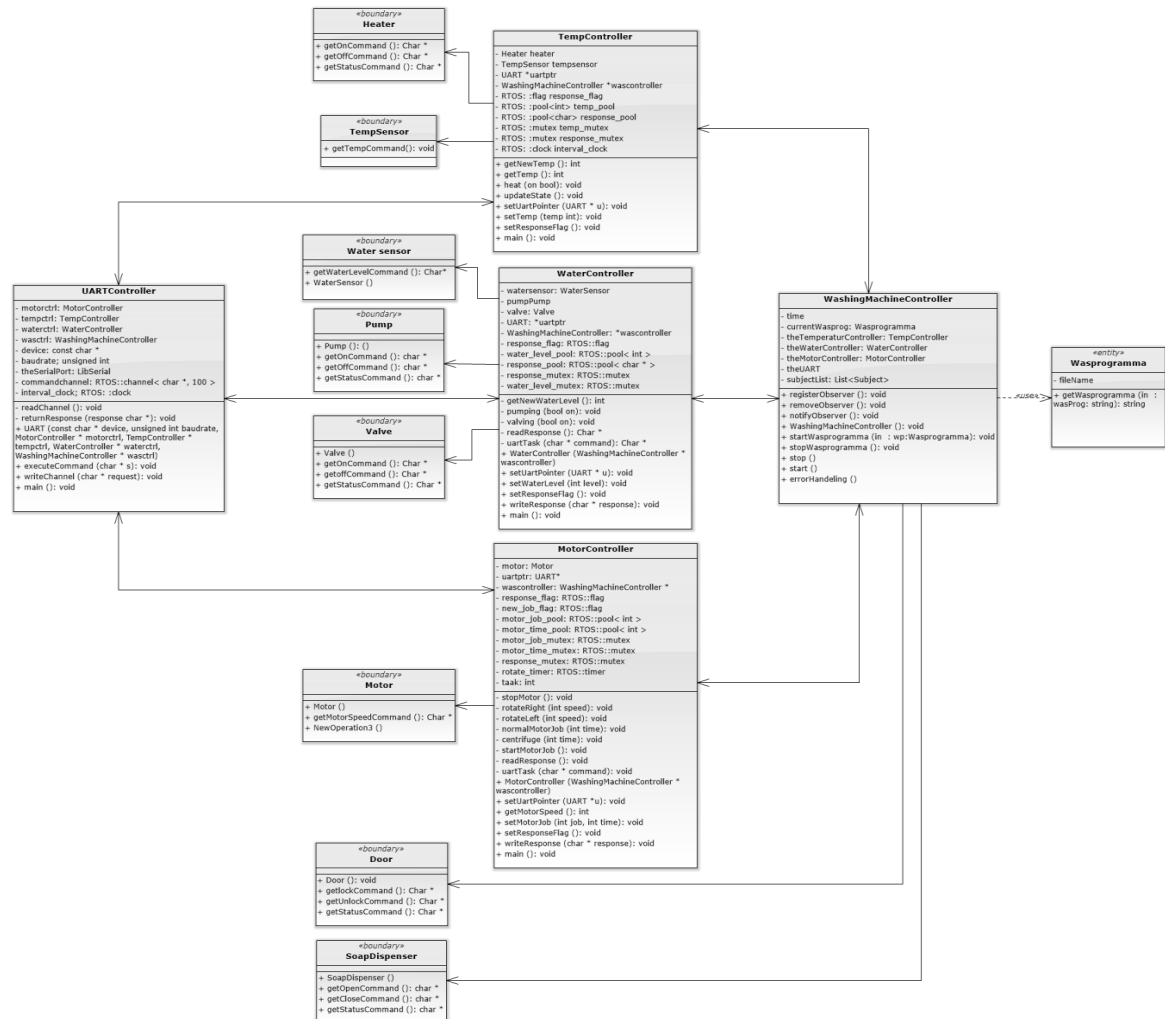 «boundary»
Heater
+ getOnCommand (): Char *
+ getOffCommand (): Char *
+ getStatusCommand (): Char *
TempController
- Heater heater
- TempSensor tempsensor
- UART *uartptr
- WashingMachineController *wascontroller
- RTOS: :flag response_flag
- RTOS: :pool<int> temp_pool
- RTOS: :pool<char> response_pool
- RTOS: :mutex temp_mutex
- RTOS: :mutex response_mutex
- RTOS: :clock interval_clock
+ getNewTemp (): int
+ getTemp (): int
+ heat (on bool): void
+ updateState (): void
+ setUartPointer (UART * u): void
+ setTemp (temp int): void
+ setResponseFlag (): void
+ main (): void
«boundary»
TempSensor
+ getTempCommand(): void
«boundary»
Water sensor
+ getWaterLevelCommand (): Char*
+ WaterSensor ()
«boundary»
Pump
+ Pump (): ()
+ getOnCommand (): char *
+ getOffCommand (): char *
+ getStatusCommand (): char *
«boundary»
Valve
+ Valve ()
+ getOnCommand (): Char *
+ getoffCommand (): Char *
+ getStatusCommand (): Char *
WaterController
- watersensor: WaterSensor
- pumpPump
- valve: Valve
- UART: *uartptr
WashingMachineController: *wascontroller
- response_flag: RTOS::flag
- water_level_pool: RTOS::pool< int >
- response_pool: RTOS::pool< char * >
- response_mutex: RTOS::mutex
- water_level_mutex: RTOS::mutex
- getNewWaterLevel (): int
- pumping (bool on): void
- valving (bool on): void
- readResponse (): Char *
- uartTask (char * command): Char *
+ WaterController (WashingMachineController *
wascontroller)
+ setUartPointer (UART * u): void
+ setWaterLevel (int level): void
+ setResponseFlag (): void
+ writeResponse (char * response): void
+ main (): void
UARTController
- motorctrl: MotorController
- tempctrl: TempController
- waterctrl: WaterController
- wasctrl: WashingMachineController
- device: const char *
- baudrate; unsigned int
- theSerialPort: LibSerial
- commandchannel: RTOS::channel< char *, 100 >
- interval_clock; RTOS: :clock
- readChannel (): void
- returnResponse (response char*): void
+ UART (const char * device, unsigned int baudrate,
MotorController * motorctrl, TempController *
tempctrl, WaterController * waterctrl,
WashingMachineController * wasctrl)
+ executeCommand (char * s): void
+ writeChannel (char * request): void
+ main (): void
WashingMachineController
- time
- currentWasprog: Wasprogramma
- theTemperaturController: TempController
- theWaterController: WaterController
- theMotorController: MotorController
- theUART
- subjectList: List<Subject>
+ registerObserver (): void
+ removeObserver (): void
+ notifyObserver (): void
+ WashingMachineController (): void
+ startWasprogramma (in : wp:Wasprogramma): void
+ stopWasprogramma (): void
+ stop ()
+ start ()
+ errorHandeling ()
«uses»
«entity»
Wasprogramma
- fileName
+ getWasprogramma (in :
wasProg: string): string
MotorController
- motor: Motor
- uartptr: UART*
- wascontroller: WashingMachineController *
- response_flag: RTOS::flag
- new_job_flag: RTOS::flag
- motor_job_pool: RTOS::pool< int >
- motor_time_pool: RTOS::pool< int >
- motor_job_mutex: RTOS::mutex
- motor_time_mutex: RTOS::mutex
- response_mutex: RTOS::mutex
- rotate_timer: RTOS::timer
- taak: int
- stopMotor (): void
- rotateRight (int speed): void
- rotateLeft (int speed): void
- normalMotorJob (int time): void
- centrifuge (int time): void
- startMotorJob (): void
- readResponse (): void
- uartTask (char * command): void
+ MotorController (WashingMachineController *
wascontroller)
+ setUartPointer (UART *u): void
+ getMotorSpeed (): int
+ setMotorJob (int job, int time): void
+ setResponseFlag (): void
+ writeResponse (char * response): void
+ main (): void
«boundary»
Motor
+ Motor ()
+ getMotorSpeedCommand (): Char *
+ NewOperation3 ()
«boundary»
Door
+ Door (): void
+ getlockCommand (): Char *
+ getUnlockCommand (): Char *
+ getStatusCommand (): Char *
«boundary»
SoapDispenser
+ SoapDispenser ()
+ getOpenCommand (): char *
+ getCloseCommand (): char *
+ getStatusCommand (): char *